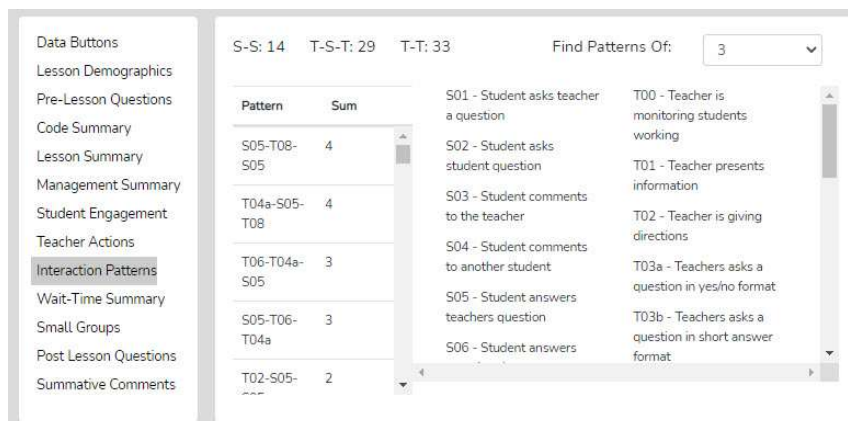 Data Buttons
Lesson Demographics
Pre-Lesson Questions
Code Summary
Lesson Summary
Management Summary
Student Engagement
Teacher Actions
Interaction Patterns
Wait-Time Summary
Small Groups
Post Lesson Questions
Summative Comments
S-S: 14 T-S-T: 29 T-T: 33 Find Patterns Of: 3
Pattern Sum
S05-T08-
S05 4
T04a-S05-
T08 4
T06-T04a-
S05 3
S05-T06-
T04a 3
T02-S05- 2
S01 - Student asks teacher
a question
S02 - Student asks
student question
S03 - Student comments
to the teacher
S04 - Student comments
to another student
S05 - Student answers
teachers question
S06 - Student answers
T00 - Teacher is
monitoring students
working
T01 - Teacher presents
information
T02 - Teacher is giving
directions
T03a - Teachers asks a
question in yes/no format
T03b - Teachers asks a
question in short answer
format